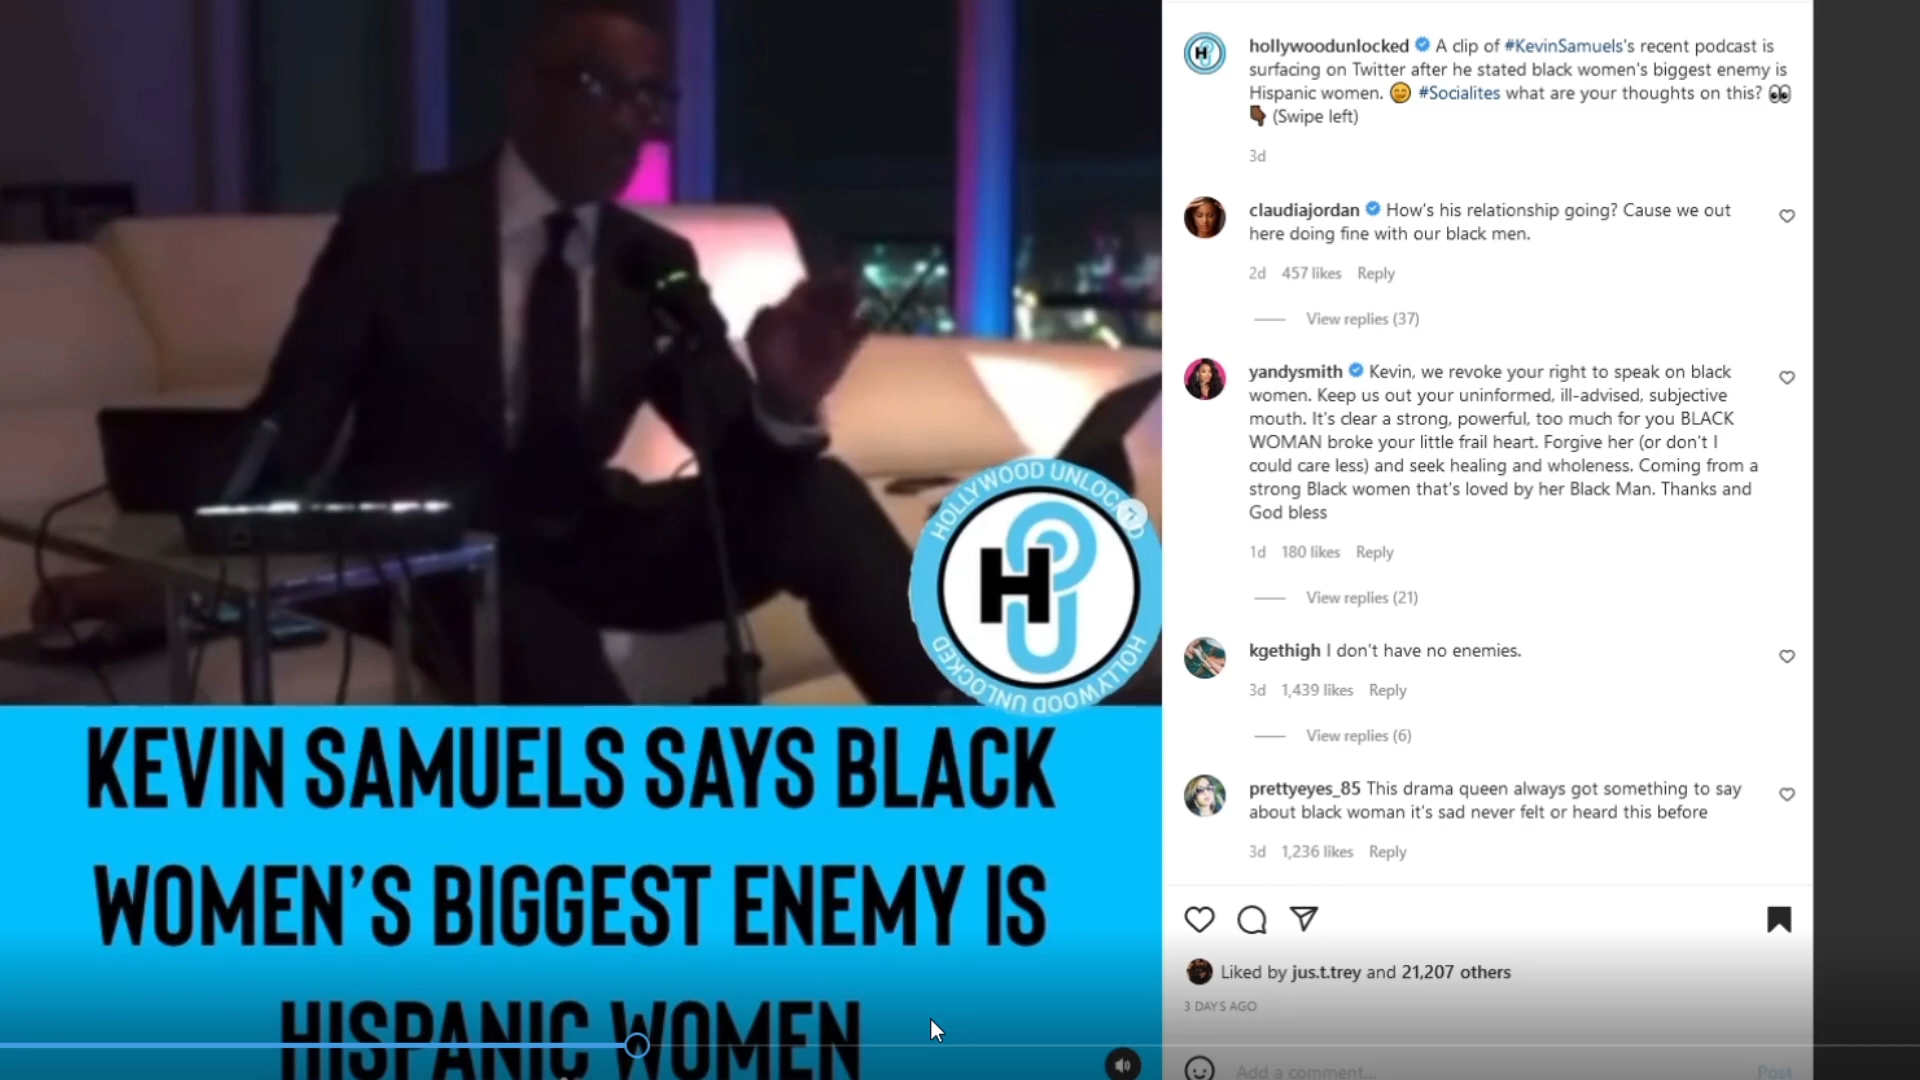 hollywoodunlocked A clip of #KevinSamuels's recent podcast is
surfacing on Twitter after he stated black women's biggest enemy is
Hispanic women. 😊 #Socialites what are your thoughts on this? 👀
👇🏾 (Swipe left)
3d
claudiajordan How's his relationship going? Cause we out
here doing fine with our black men.
2d 457 likes Reply
View replies (37)
yandysmith Kevin, we revoke your right to speak on black
women. Keep us out your uninformed, ill-advised, subjective
mouth. It's clear a strong, powerful, too much for you BLACK
WOMAN broke your little frail heart. Forgive her (or don't I
could care less) and seek healing and wholeness. Coming from a
strong Black women that's loved by her Black Man. Thanks and
God bless
1d 180 likes Reply
View replies (21)
kgethigh I don't have no enemies.
3d 1,439 likes Reply
View replies (6)
prettyeyes_85 This drama queen always got something to say
about black woman it's sad never felt or heard this before
3d 1,236 likes Reply
Liked by jus.t.trey and 21,207 others
3 DAYS AGO
Add a comment...
Post
HOLLYWOOD UNLOCKED
HU
HOLLYWOOD UNLOCKED
KEVIN SAMUELS SAYS BLACK
WOMEN'S BIGGEST ENEMY IS
HISPANIC WOMEN